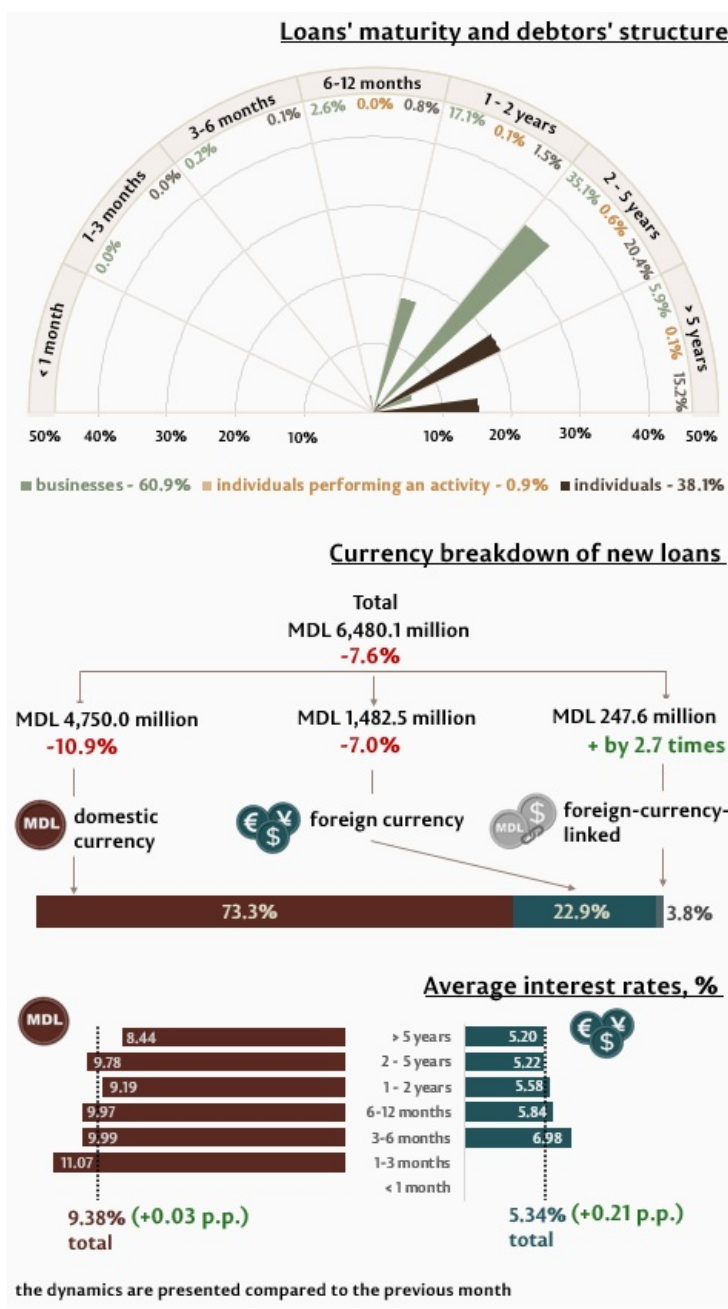 Loans' maturity and debtors' structure
< 1 month
1-3 months
0.0%
0.0%
3-6 months
0.2%
0.1%
6-12 months
2.6% 0.0% 0.8%
1 - 2 years
17.1% 0.1% 1.5%
2 - 5 years
35.1% 0.6% 20.4%
> 5 years
5.9% 0.1% 15.2%
50% 40% 30% 20% 10% 10% 20% 30% 40% 50%
businesses - 60.9% individuals performing an activity - 0.9% individuals - 38.1%
Currency breakdown of new loans
Total
MDL 6,480.1 million
-7.6%
MDL 4,750.0 million
-10.9%
MDL 1,482.5 million
-7.0%
MDL 247.6 million
+ by 2.7 times
MDL
domestic
currency
€ ¥ $
foreign currency
MDL $
foreign-currency-
linked
73.3% 22.9% 3.8%
Average interest rates, %
MDL
€ ¥ $
8.44 > 5 years 5.20
9.78 2 - 5 years 5.22
9.19 1 - 2 years 5.58
9.97 6-12 months 5.84
9.99 3-6 months 6.98
11.07 1-3 months
< 1 month
9.38% (+0.03 p.p.)
total
5.34% (+0.21 p.p.)
total
the dynamics are presented compared to the previous month